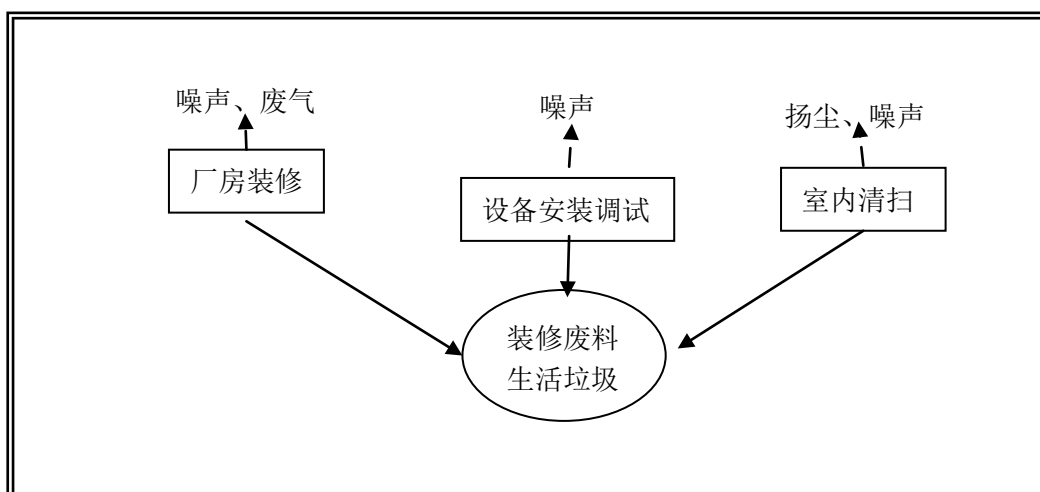 噪声、废气
噪声
扬尘、噪声
厂房装修
设备安装调试
室内清扫
装修废料
生活垃圾